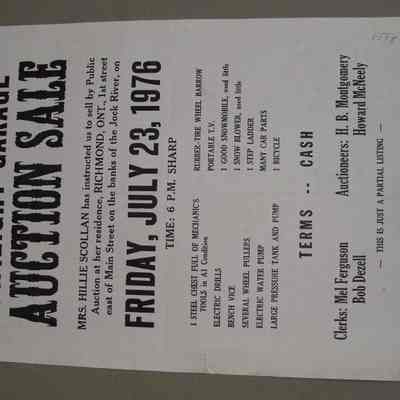 GARAGE
AUCTION SALE
MRS. HILLIE SCOLLAN has instructed us to sell by Public
Auction at her residence, RICHMOND, ONT., 1st street
east of Main Street on the banks of the Jock River, on
FRIDAY, JULY 23, 1976
TIME: 6 P.M. SHARP
1 STEEL CHEST FULL OF MECHANIC'S
TOOLS in A1 Condition
ELECTRIC DRILLS
BENCH VICE
SEVERAL WHEEL PULLERS
ELECTRIC WATER PUMP
LARGE PRESSURE TANK AND PUMP
RUBBER-TIRE WHEEL BARROW
PORTABLE T.V.
1 GOOD SNOWMOBILE, used little
1 SNOW BLOWER, used little
1 STEP LADDER
MANY CAR PARTS
1 BICYCLE
TERMS -- CASH
Clerks: Mel Ferguson
Bob Dezell
Auctioneers: H. B. Montgomery
Howard McNeely
— THIS IS JUST A PARTIAL LISTING —